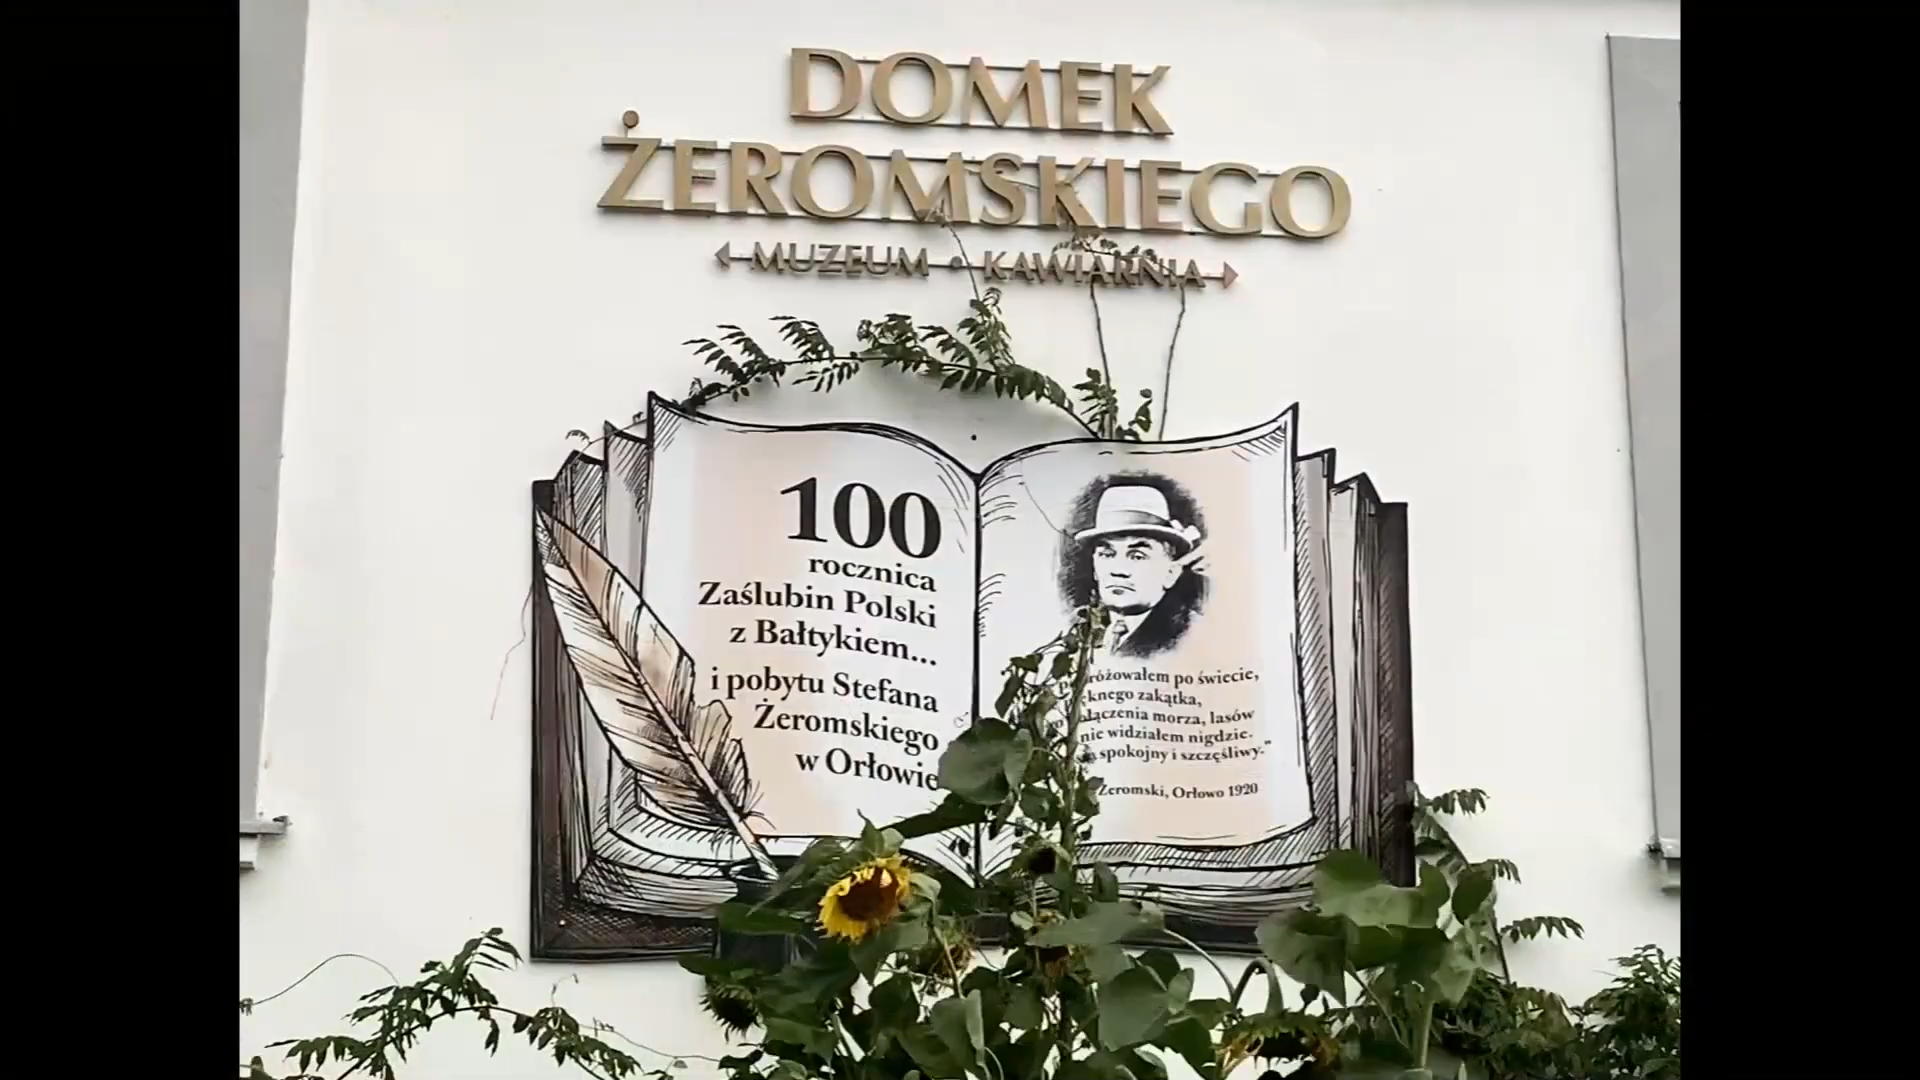 DOMEK
ŻEROMSKIEGO
MUZEUM • KAWIARNIA
100
rocznica
Zaślubin Polski
z Bałtykiem...
i pobytu Stefana
Żeromskiego
w Orłowie
po świecie,
zakątka,
morza, lasów
nie widziałem nigdzie.
spokojny i szczęśliwy."
Żeromski, Orłowo 1920